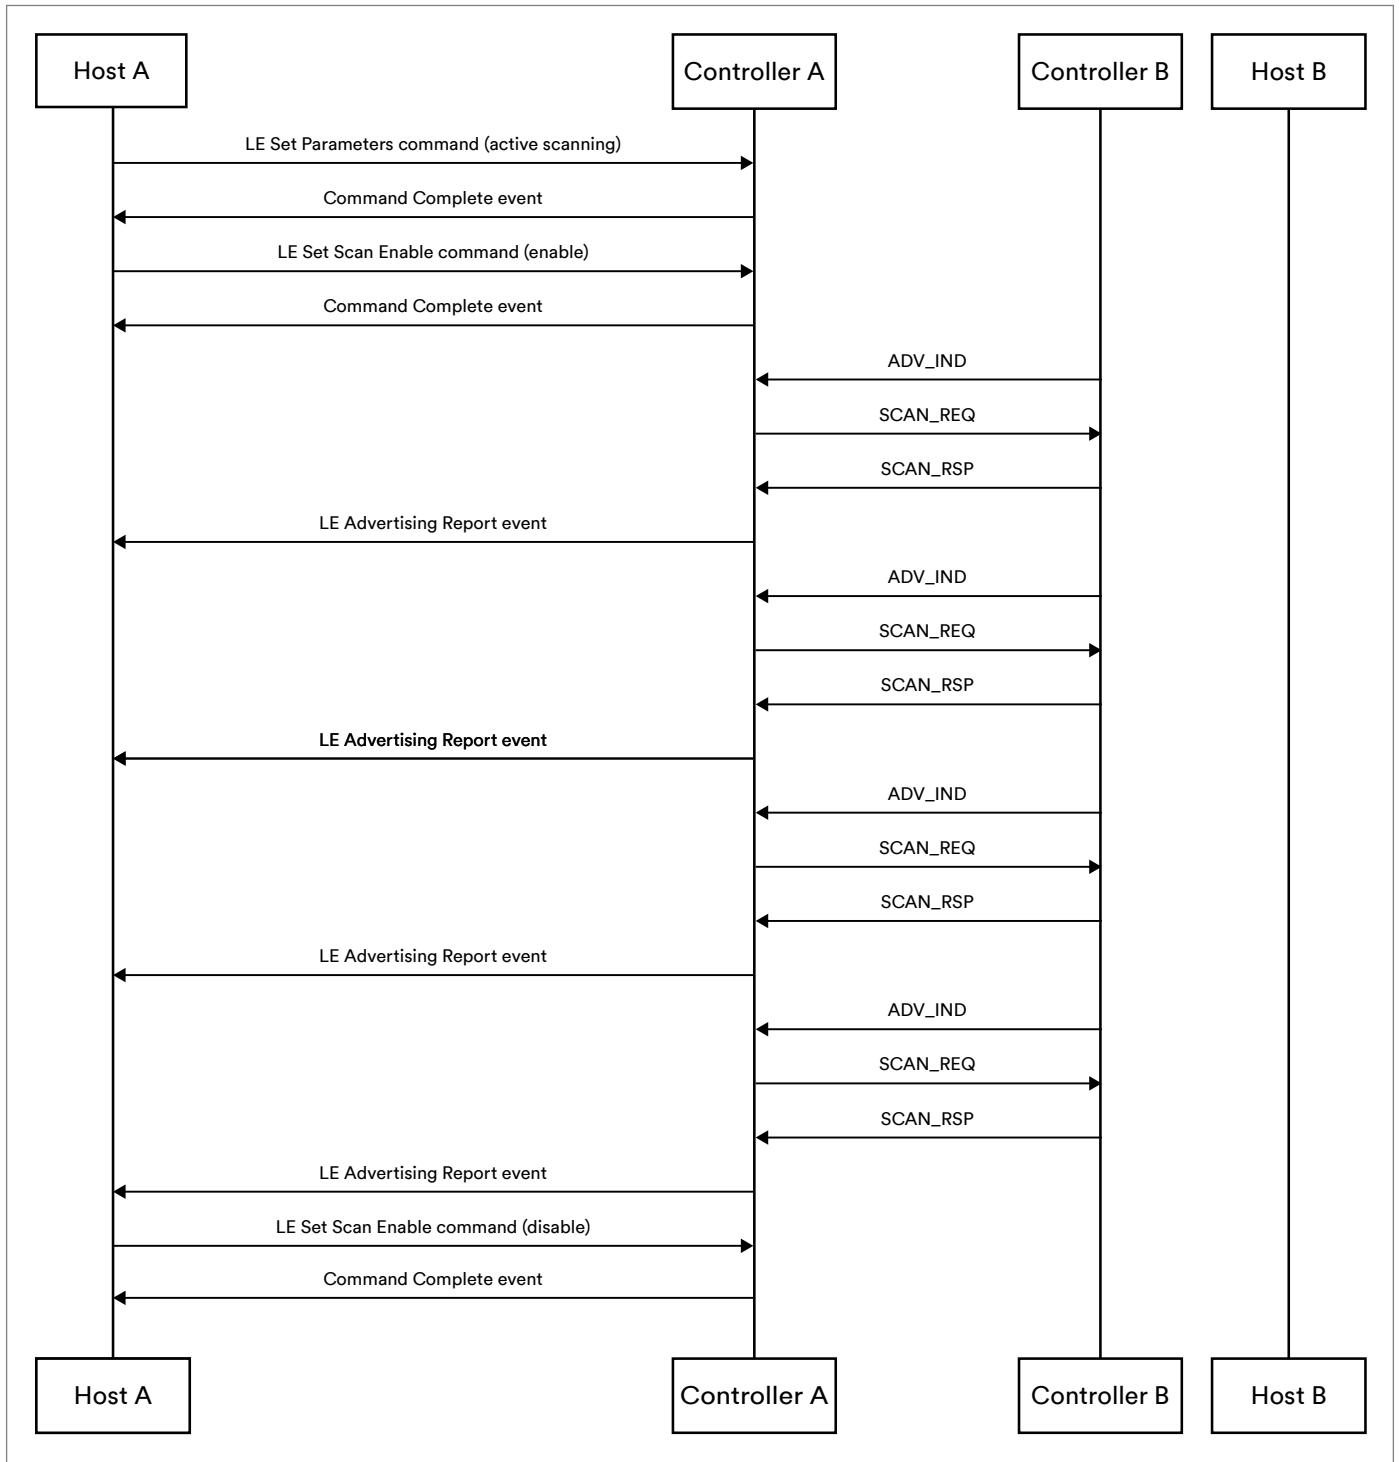 Host A
Controller A
Controller B
Host B
LE Set Parameters command (active scanning)
Command Complete event
LE Set Scan Enable command (enable)
Command Complete event
ADV_IND
SCAN_REQ
SCAN_RSP
LE Advertising Report event
ADV_IND
SCAN_REQ
SCAN_RSP
LE Advertising Report event
ADV_IND
SCAN_REQ
SCAN_RSP
LE Advertising Report event
ADV_IND
SCAN_REQ
SCAN_RSP
LE Advertising Report event
LE Set Scan Enable command (disable)
Command Complete event
Host A
Controller A
Controller B
Host B